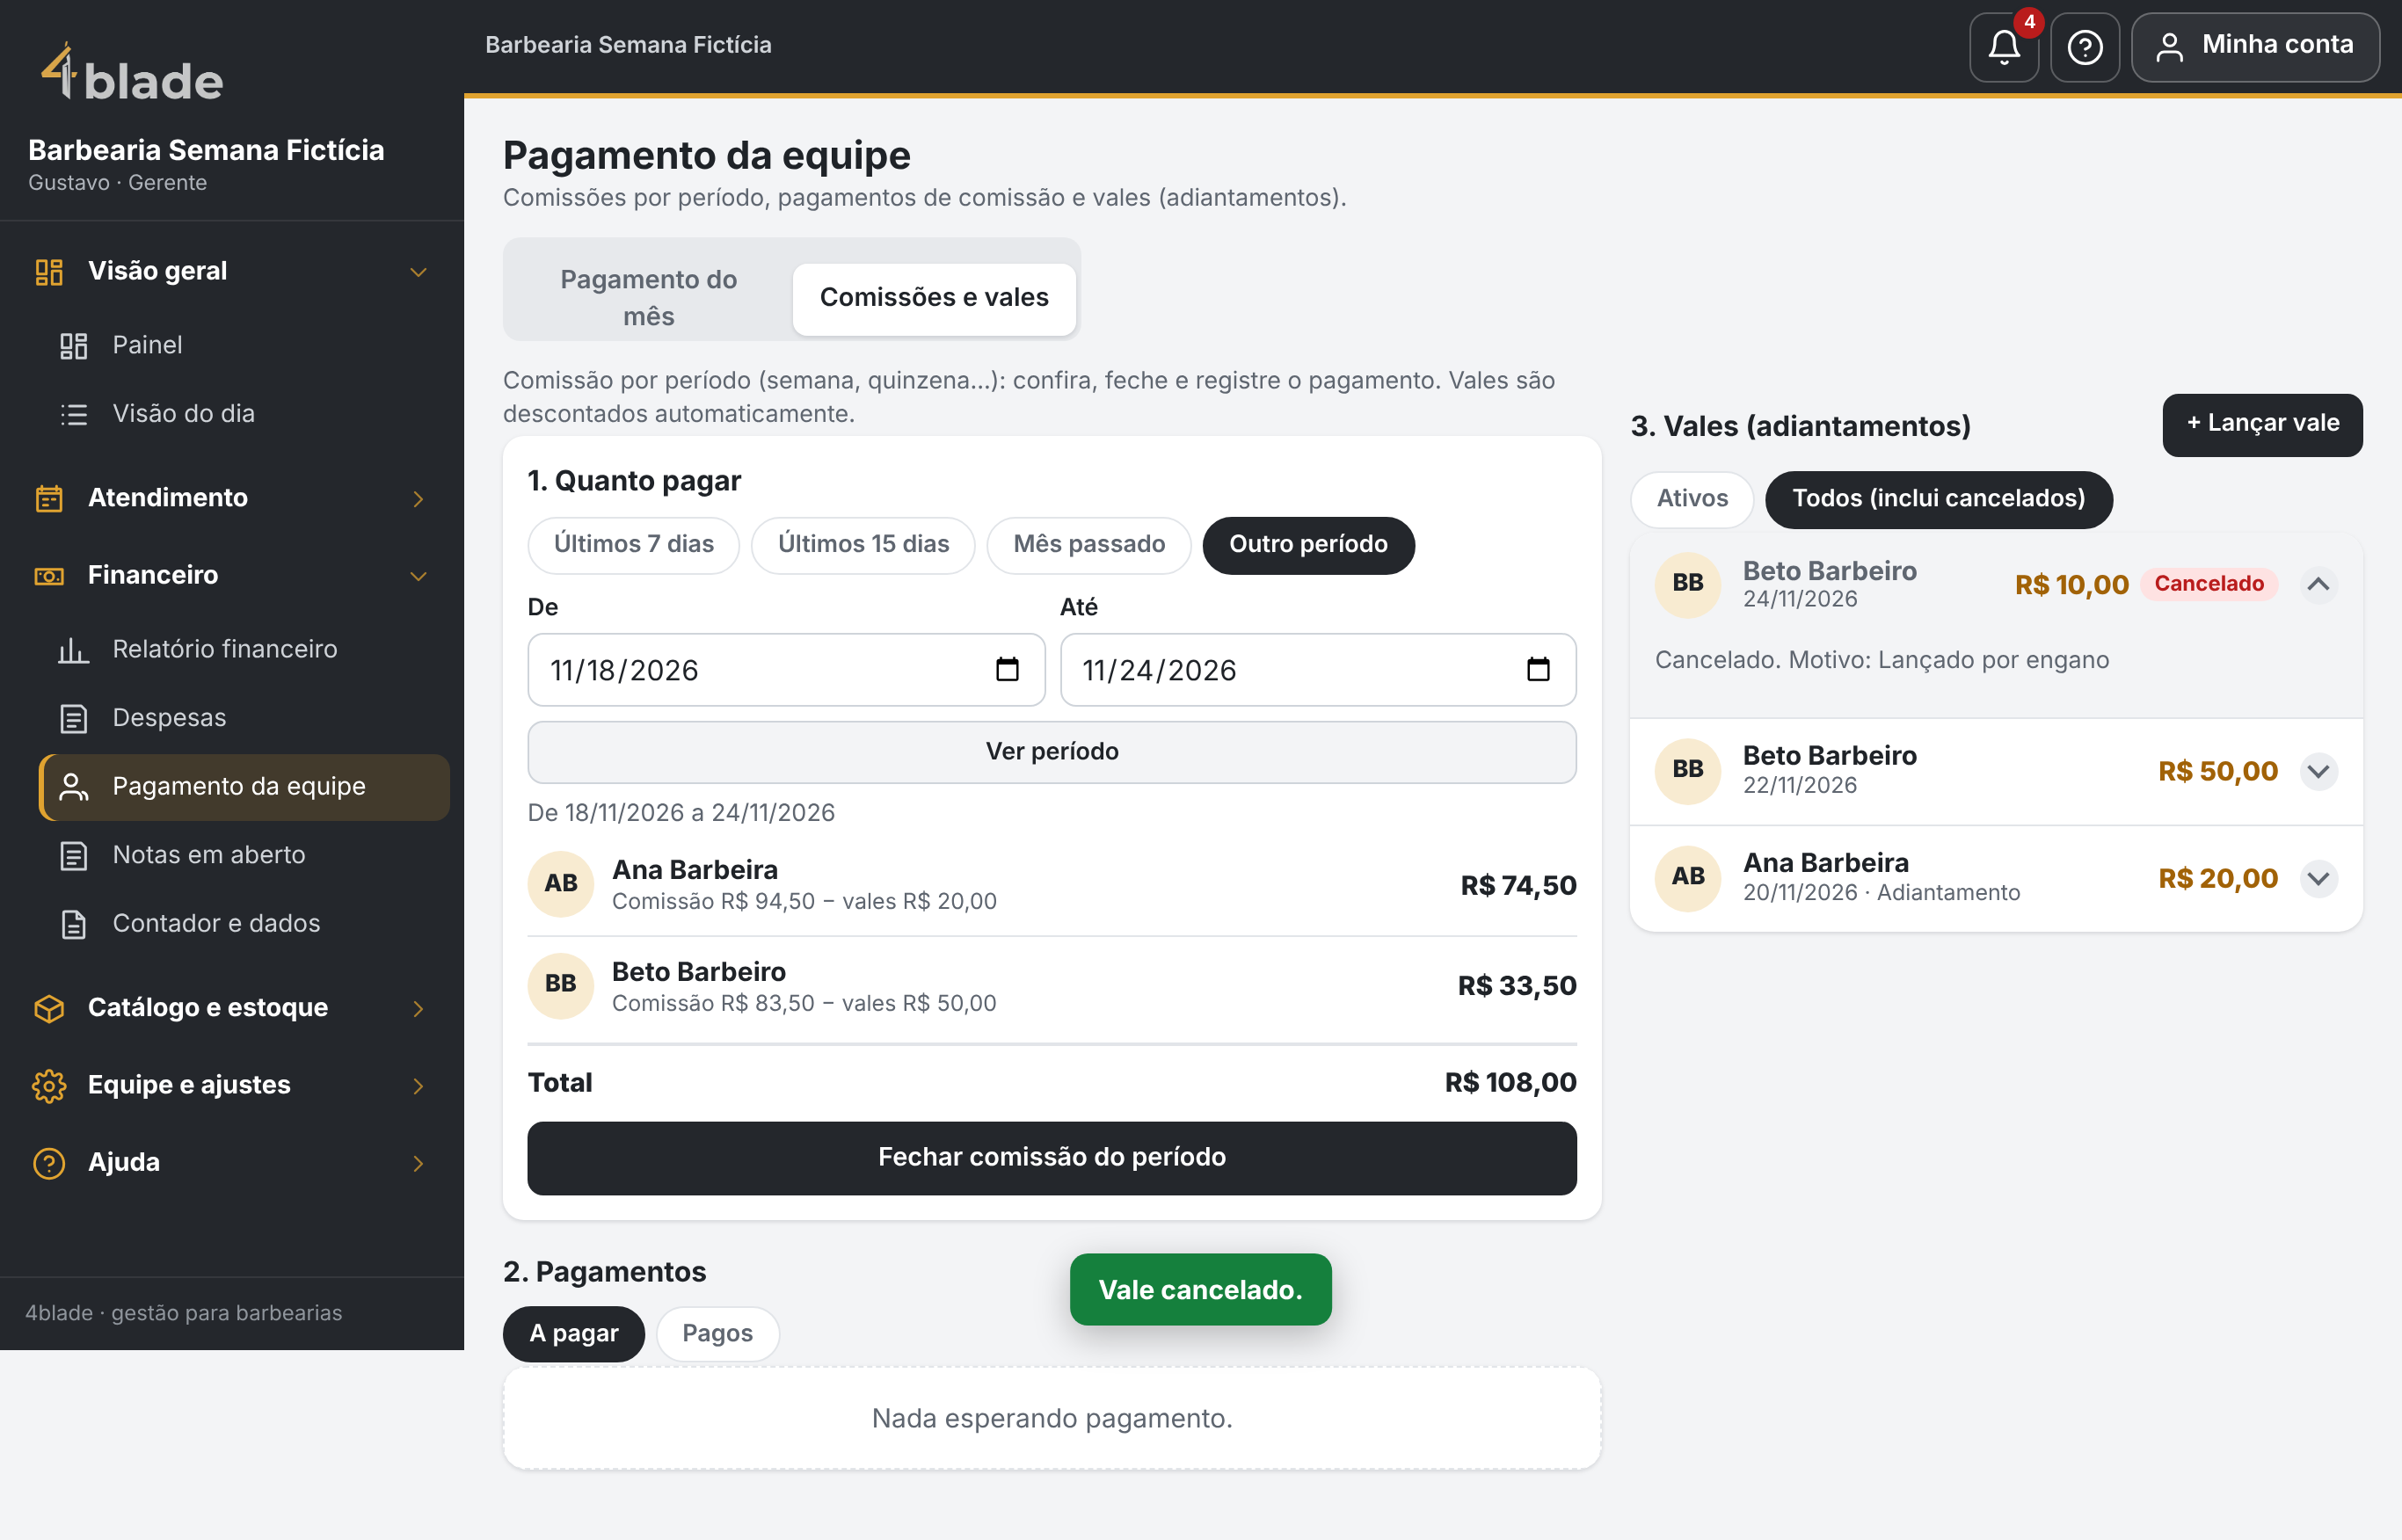 4blade
Barbearia Semana Fictícia
Gustavo · Gerente
Visão geral
Painel
Visão do dia
Atendimento
Financeiro
Relatório financeiro
Despesas
Pagamento da equipe
Notas em aberto
Contador e dados
Catálogo e estoque
Equipe e ajustes
Ajuda
4blade · gestão para barbearias
Barbearia Semana Fictícia
4
Minha conta
Pagamento da equipe
Comissões por período, pagamentos de comissão e vales (adiantamentos).
Pagamento do
mês
Comissões e vales
Comissão por período (semana, quinzena...): confira, feche e registre o pagamento. Vales são
descontados automaticamente.
1. Quanto pagar
Últimos 7 dias
Últimos 15 dias
Mês passado
Outro período
De
Até
11/18/2026
11/24/2026
Ver período
De 18/11/2026 a 24/11/2026
AB
Ana Barbeira
Comissão R$ 94,50 − vales R$ 20,00
R$ 74,50
BB
Beto Barbeiro
Comissão R$ 83,50 − vales R$ 50,00
R$ 33,50
Total
R$ 108,00
Fechar comissão do período
2. Pagamentos
A pagar
Pagos
Nada esperando pagamento.
Vale cancelado.
3. Vales (adiantamentos)
+ Lançar vale
Ativos
Todos (inclui cancelados)
BB
Beto Barbeiro
24/11/2026
R$ 10,00
Cancelado
Cancelado. Motivo: Lançado por engano
BB
Beto Barbeiro
22/11/2026
R$ 50,00
AB
Ana Barbeira
20/11/2026 · Adiantamento
R$ 20,00